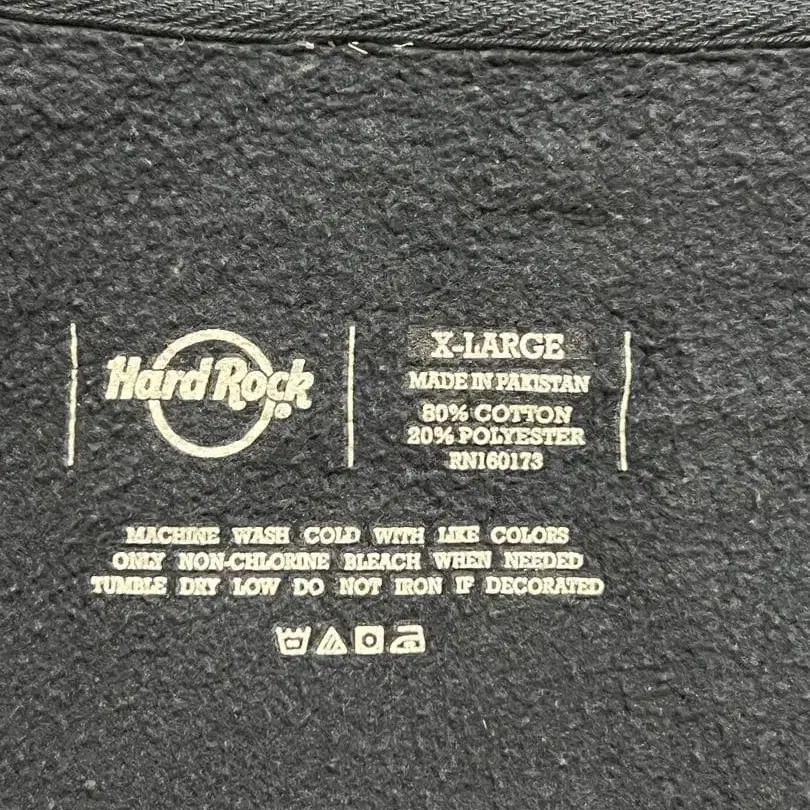 Hard Rock
®
X-LARGE
MADE IN PAKISTAN
80% COTTON
20% POLYESTER
RN160173
MACHINE WASH COLD WITH LIKE COLORS
ONLY NON-CHLORINE BLEACH WHEN NEEDED
TUMBLE DRY LOW DO NOT IRON IF DECORATED